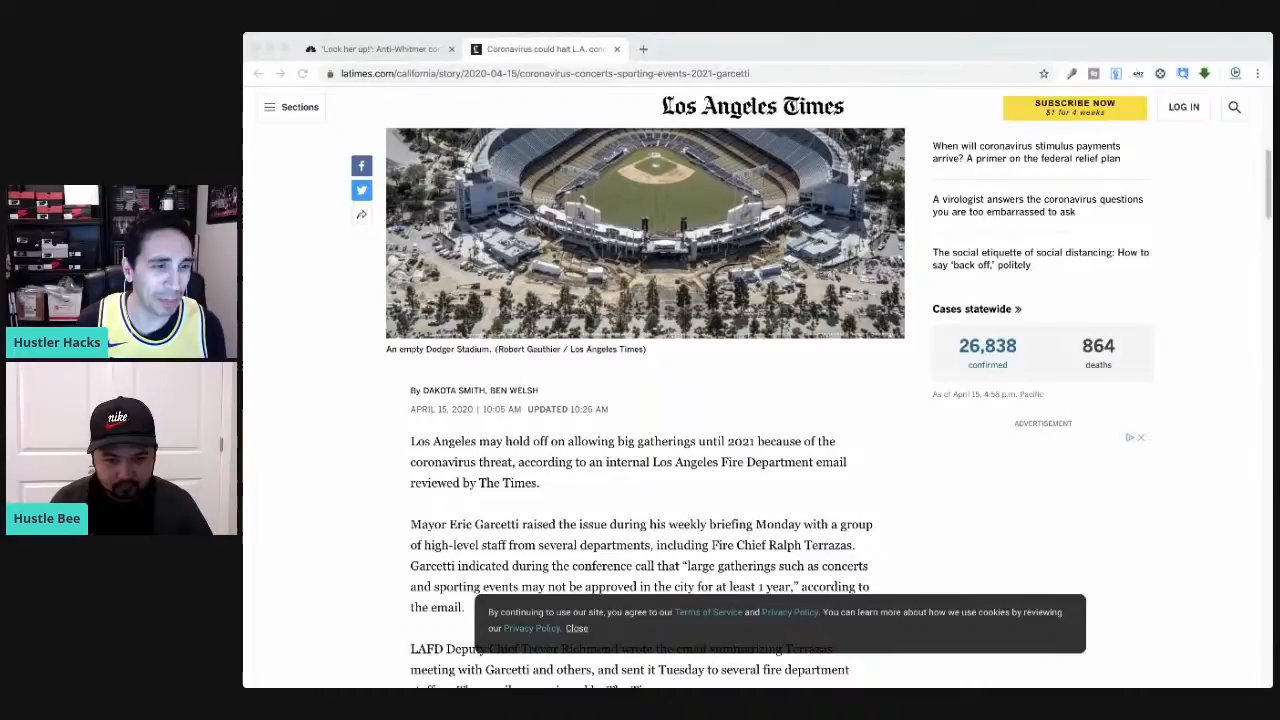 'Lock her up!': Anti-Whitmer
Coronavirus could halt L.A.
latimes.com/california/story/2020-04-15/coronavirus-concerts-sporting-events-2021-garcetti
Sections
Los Angeles Times
SUBSCRIBE NOW
$1 for 4 weeks
LOG IN
When will coronavirus stimulus payments
arrive? A primer on the federal relief plan
A virologist answers the coronavirus questions
you are too embarrassed to ask
The social etiquette of social distancing: How to
say 'back off,' politely
Cases statewide »
26,838
confirmed
864
deaths
As of April 15, 4:58 p.m. Pacific
ADVERTISEMENT
An empty Dodger Stadium. (Robert Gauthier / Los Angeles Times)
By DAKOTA SMITH, BEN WELSH
APRIL 15, 2020 | 10:05 AM UPDATED 10:26 AM
Los Angeles may hold off on allowing big gatherings until 2021 because of the
coronavirus threat, according to an internal Los Angeles Fire Department email
reviewed by The Times.
Mayor Eric Garcetti raised the issue during his weekly briefing Monday with a group
of high-level staff from several departments, including Fire Chief Ralph Terrazas.
Garcetti indicated during the conference call that "large gatherings such as concerts
and sporting events may not be approved in the city for at least 1 year," according to
the email.
By continuing to use our site, you agree to our Terms of Service and Privacy Policy. You can learn more about how we use cookies by reviewing
our Privacy Policy. Close
LAFD Deputy Chief Trevor Richmond wrote the email summarizing Terrazas'
meeting with Garcetti and others, and sent it Tuesday to several fire department
Hustler Hacks
nike
Hustle Bee